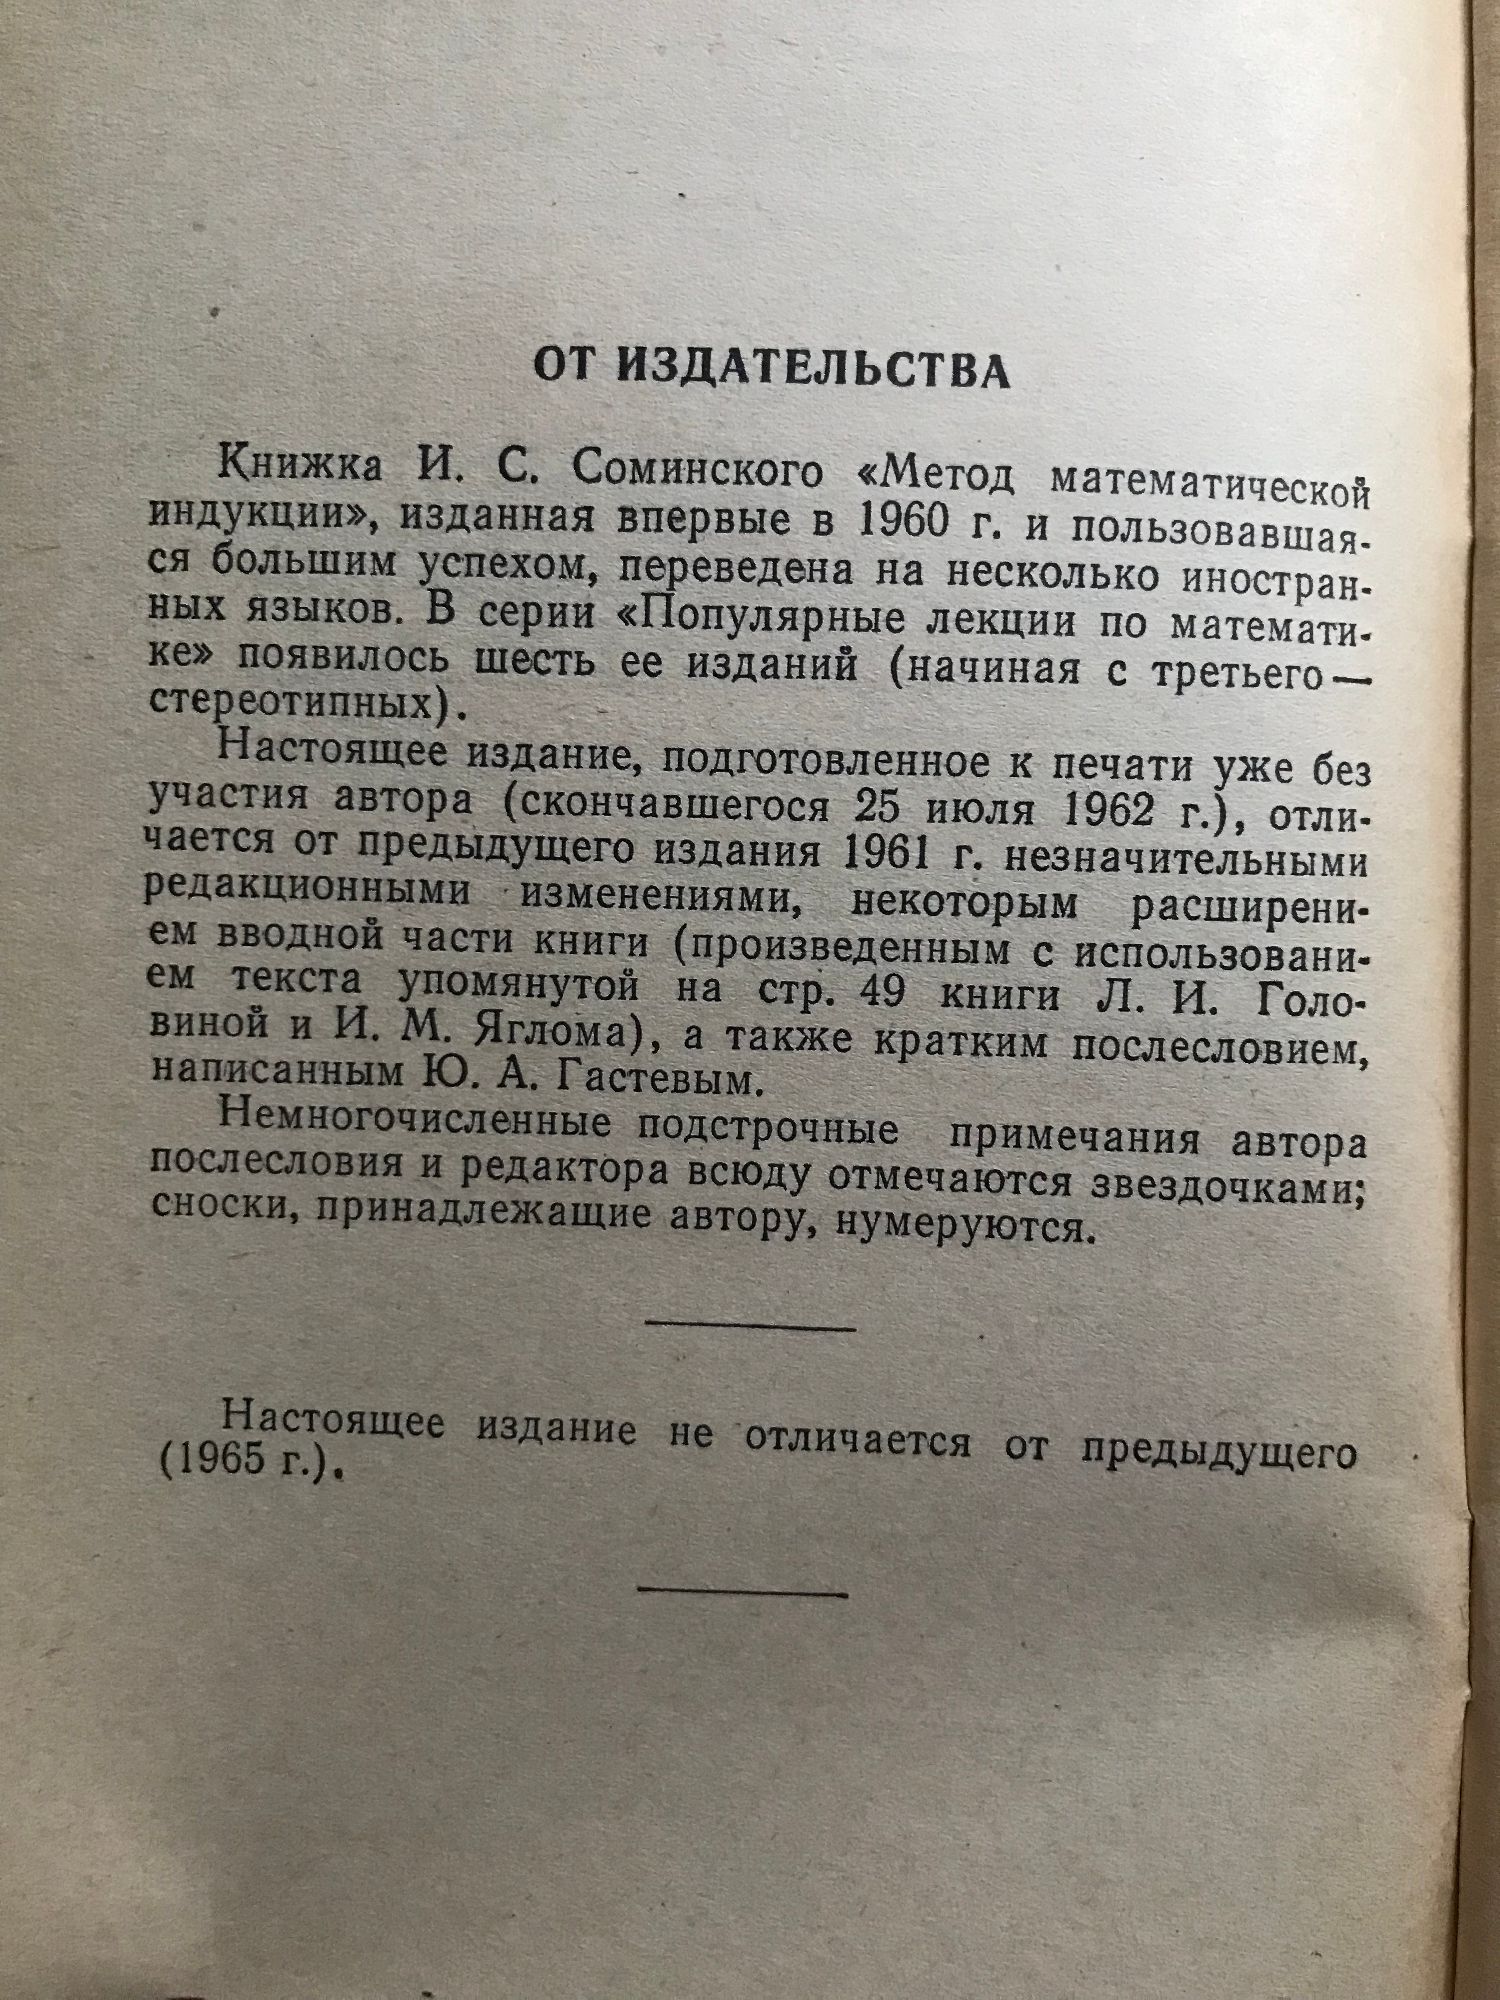 ОТ ИЗДАТЕЛЬСТВА
Книжка И. С. Соминского «Метод математической
индукции», изданная впервые в 1960 г. и пользовавшая-
ся большим успехом, переведена на несколько иностран-
ных языков. В серии «Популярные лекции по математи-
ке» появилось шесть ее изданий (начиная с третьего —
стереотипных).
Настоящее издание, подготовленное к печати уже без
участия автора (скончавшегося 25 июля 1962 г.), отли-
чается от предыдущего издания 1961 г. незначительными
редакционными изменениями, некоторым расширени-
ем вводной части книги (произведенным с использовани-
ем текста упомянутой на стр. 49 книги Л. И. Голо-
виной и И. М. Яглома), а также кратким послесловием,
написанным Ю. А. Гастевым.
Немногочисленные подстрочные примечания автора
послесловия и редактора всюду отмечаются звездочками;
сноски, принадлежащие автору, нумеруются.
Настоящее издание не отличается от предыдущего
(1965 г.).